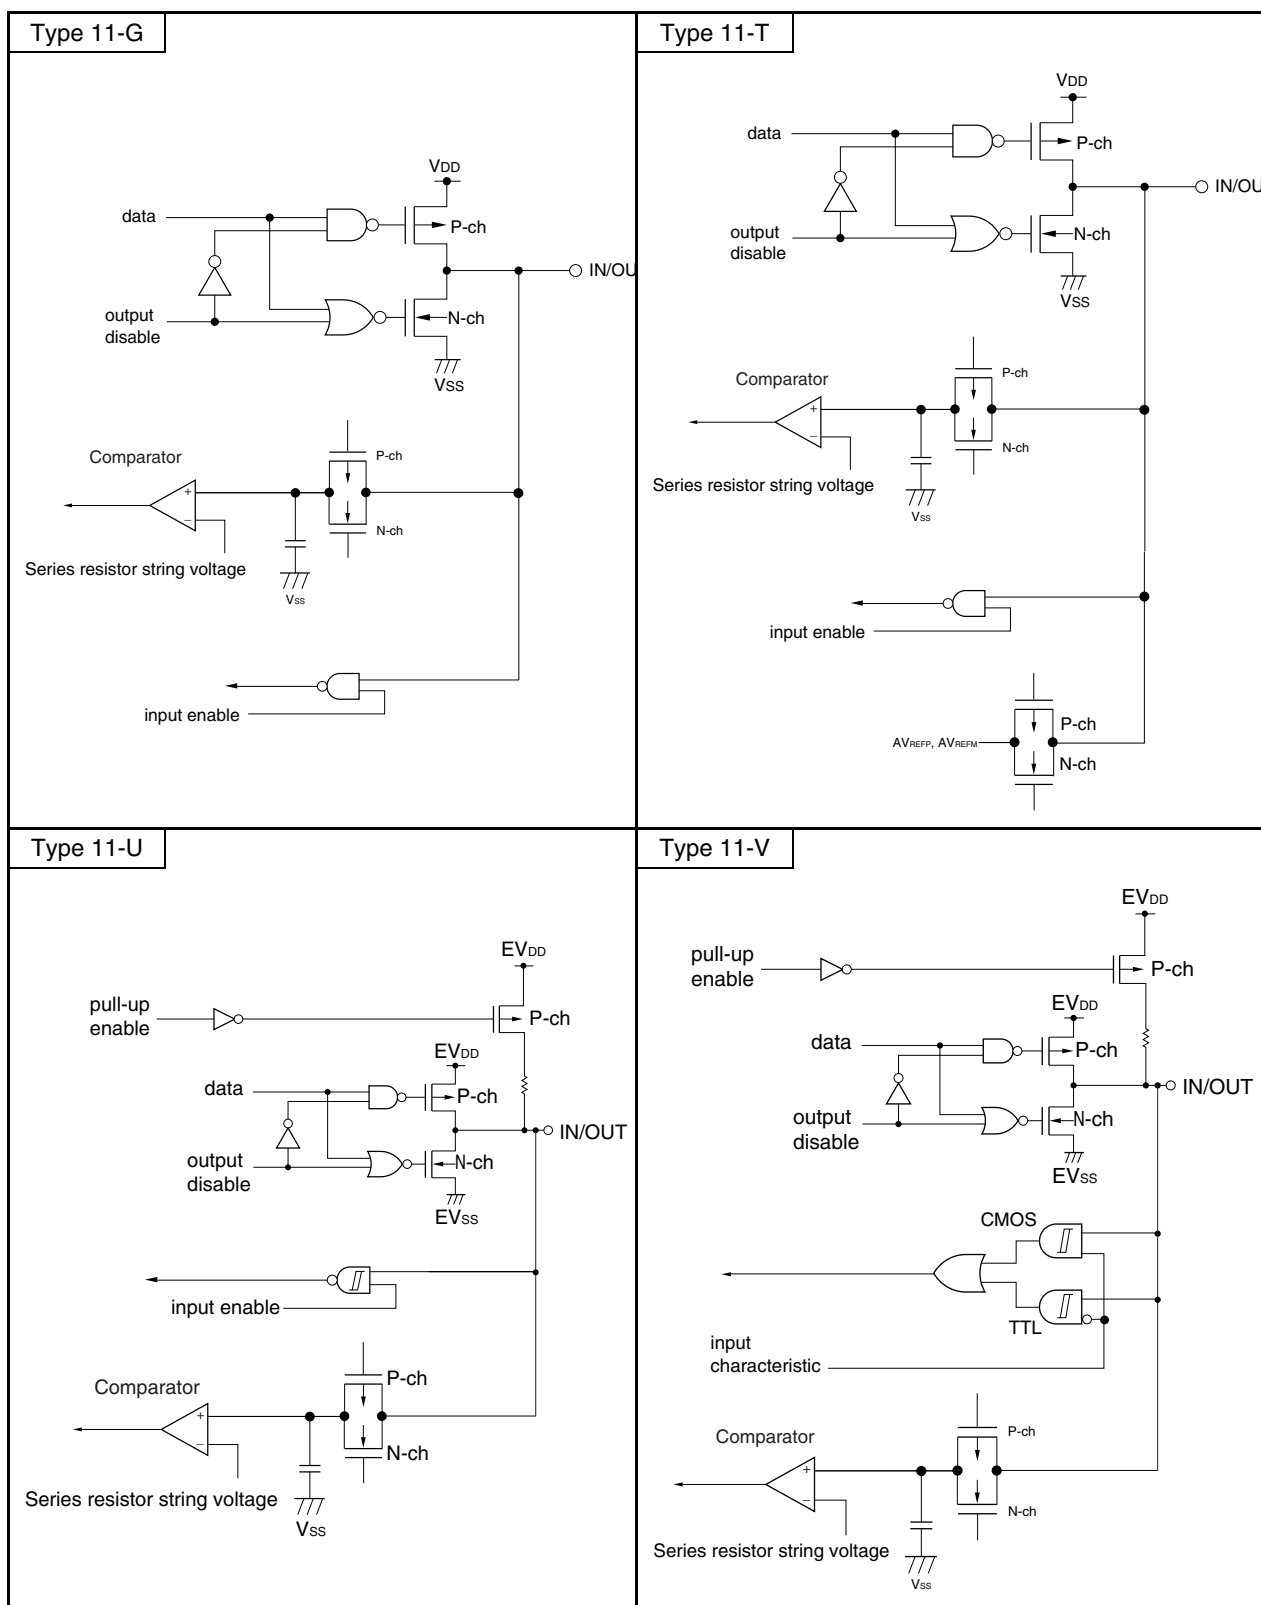 Type 11-G
VDD
data
P-ch
IN/OU
output
disable
N-ch
VSS
Comparator
P-ch
+
−
N-ch
Series resistor string voltage
VSS
input enable
Type 11-T
VDD
data
P-ch
IN/OU
output
disable
N-ch
VSS
Comparator
P-ch
+
−
N-ch
Series resistor string voltage
VSS
input enable
P-ch
AVREFP, AVREFM
N-ch
Type 11-U
EVDD
pull-up
enable
P-ch
EVDD
data
P-ch
IN/OUT
output
disable
N-ch
EVSS
input enable
P-ch
Comparator
+
−
N-ch
Series resistor string voltage
VSS
Type 11-V
EVDD
pull-up
enable
P-ch
EVDD
data
P-ch
IN/OUT
output
disable
N-ch
EVSS
CMOS
TTL
input
characteristic
P-ch
Comparator
+
−
N-ch
Series resistor string voltage
VSS